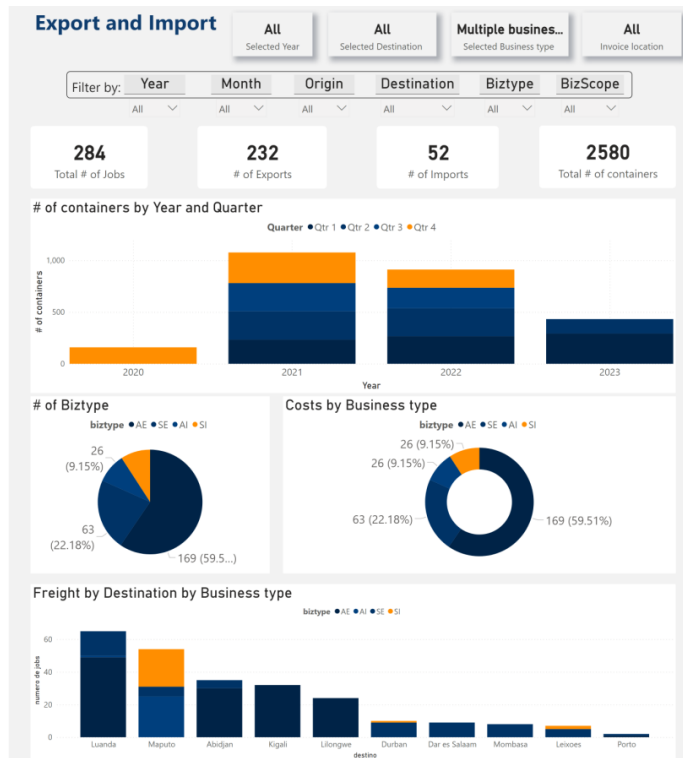 Export and Import
All
Selected Year
All
Selected Destination
Multiple busines...
Selected Business type
All
Invoice location
Filter by: Year Month Origin Destination Biztype BizScope
All All All All All All
284
Total # of Jobs
232
# of Exports
52
# of Imports
2580
Total # of containers
# of containers by Year and Quarter
Quarter Qtr 1 Qtr 2 Qtr 3 Qtr 4
# of containers
1,000
500
0
2020 2021 2022 2023
Year
# of Biztype
biztype AE SE AI SI
26
(9.15%)
63
(22.18%)
169 (59.5...)
Costs by Business type
biztype AE SE AI SI
26 (9.15%)
26 (9.15%)
63 (22.18%)
169 (59.51%)
Freight by Destination by Business type
biztype AE AI SE SI
numero de jobs
60
40
20
0
Luanda Maputo Abidjan Kigali Lilongwe Durban Dar es Salaam Mombasa Leixoes Porto
destino